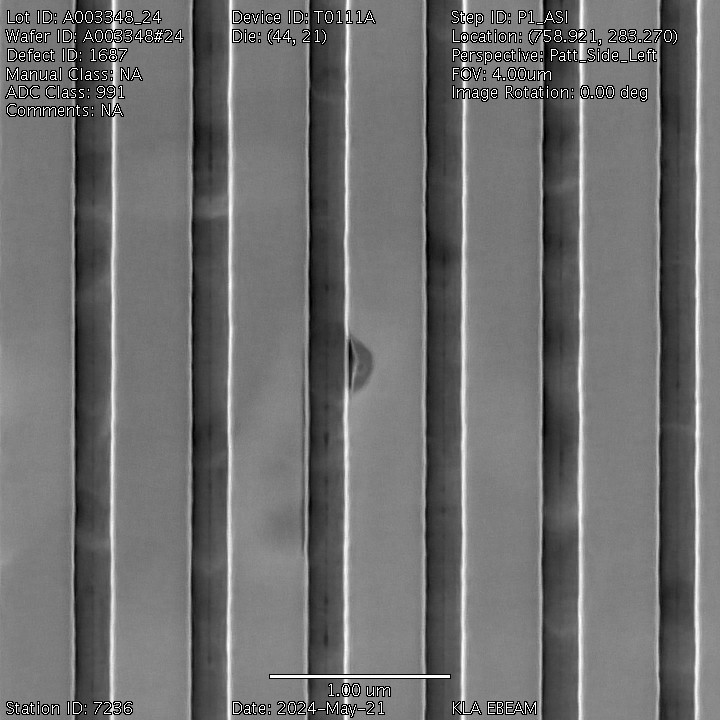 Lot ID: A003348_24
Wafer ID: A003348#24
Defect ID: 1687
Manual Class: NA
ADC Class: 991
Comments: NA
Device ID: T0111A
Die: (44, 21)
Step ID: P1_ASI
Location: (758.921, 283.270)
Perspective: Patt_Side_Left
FOV: 4.00um
Image Rotation: 0.00 deg
1.00 um
Station ID: 7236
Date: 2024-May-21
KLA EBEAM